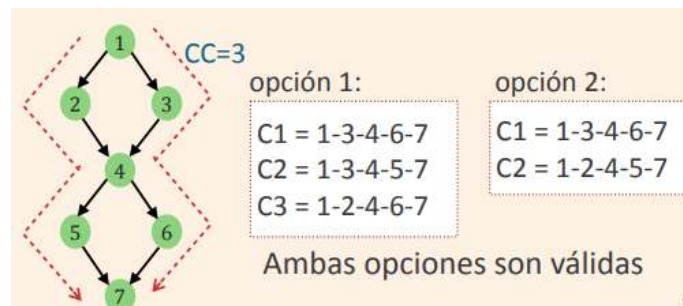 1
CC=3
2
3
4
5
6
7
opción 1:
C1 = 1-3-4-6-7
C2 = 1-3-4-5-7
C3 = 1-2-4-6-7
opción 2:
C1 = 1-3-4-6-7
C2 = 1-2-4-5-7
Ambas opciones son válidas